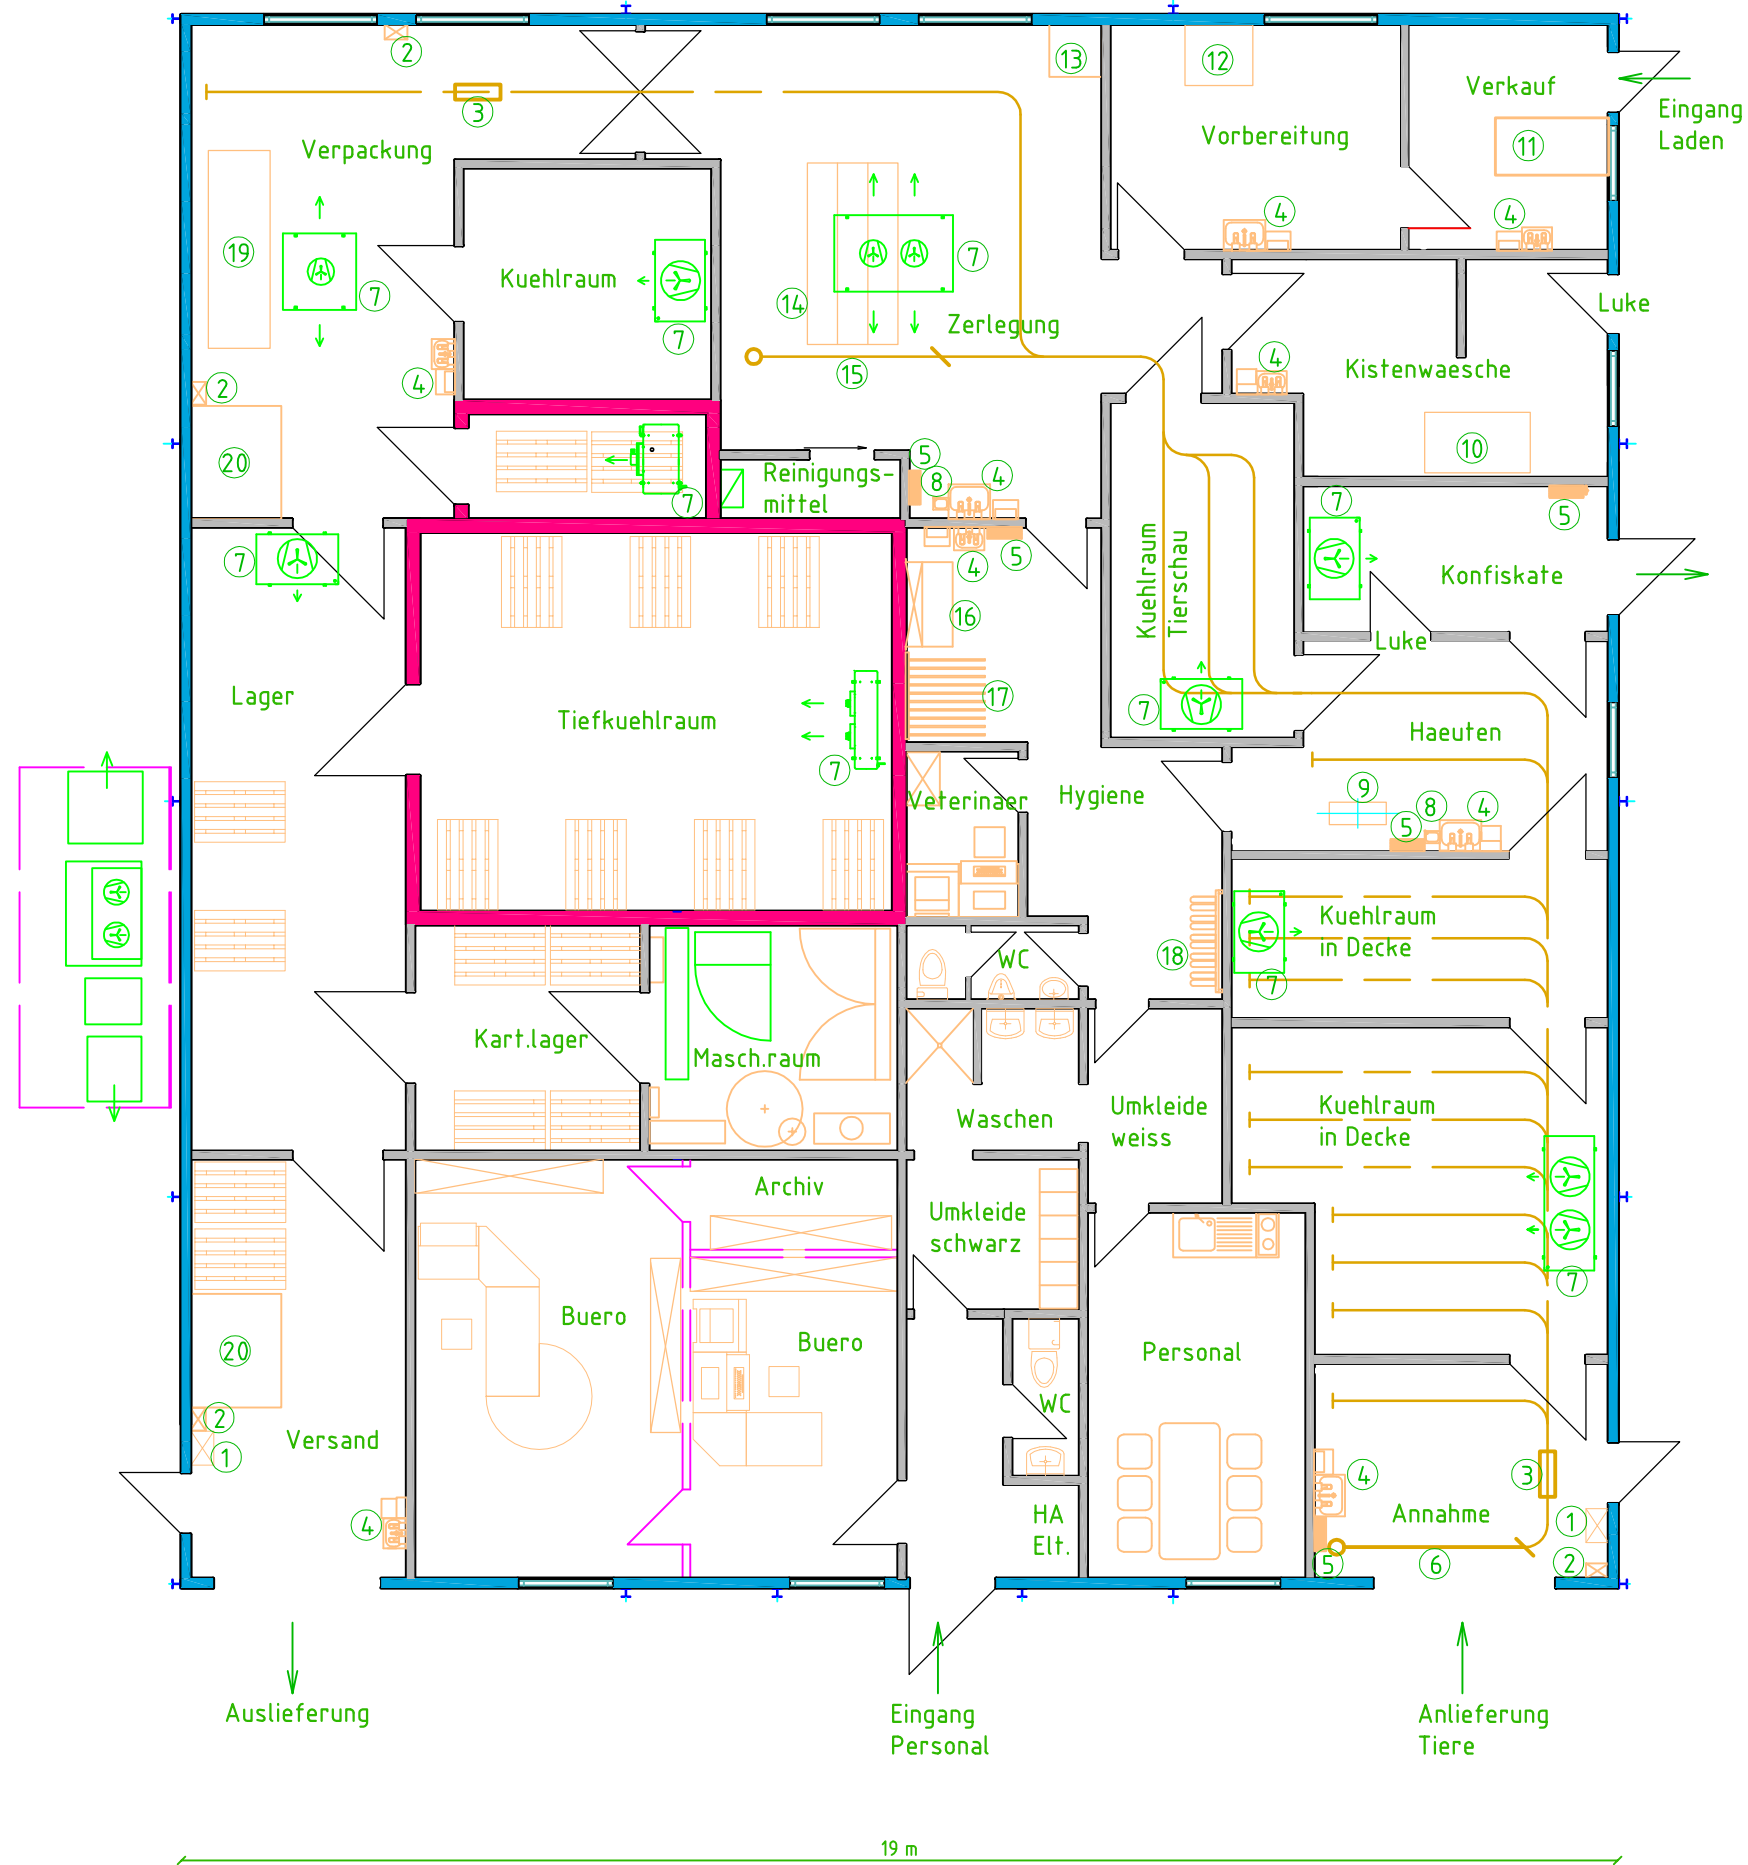 2
13
12
Verkauf
Eingang
Laden
3
Verpackung
Vorbereitung
11
4
4
19
7
Kuehlraum
7
7
14
Zerlegung
Luke
15
4
Kistenwaesche
2
4
20
7
Reinigungs-
mittel
5
8
4
10
7
5
7
4
5
Kuehlraum
Tierschau
Konfiskate
16
Luke
Lager
Tiefkuehlraum
17
7
Haeuten
7
Veterinaer
Hygiene
9
8
4
5
Kuehlraum
in Decke
18
WC
7
Kart.lager
Masch.raum
Waschen
Umkleide
weiss
Kuehlraum
in Decke
Archiv
Umkleide
schwarz
7
Buero
Buero
Personal
20
WC
2
1
Versand
4
3
4
HA
Elt.
Annahme
1
5
6
2
Auslieferung
Eingang
Personal
Anlieferung
Tiere
19 m